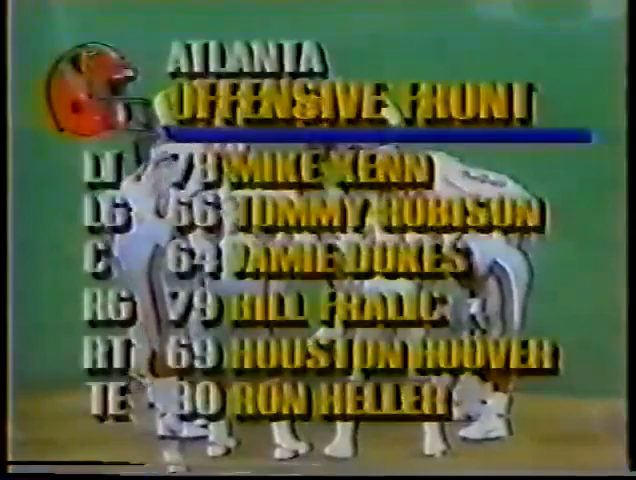 ATLANTA
OFFENSIVE FRONT
LT 78 MIKE KENN
LG 66 TOMMY ROBISON
C 64 JAMIE DUKES
RG 79 BILL FRALIC
RT 69 HOUSTON HOOVER
TE RON HELLER